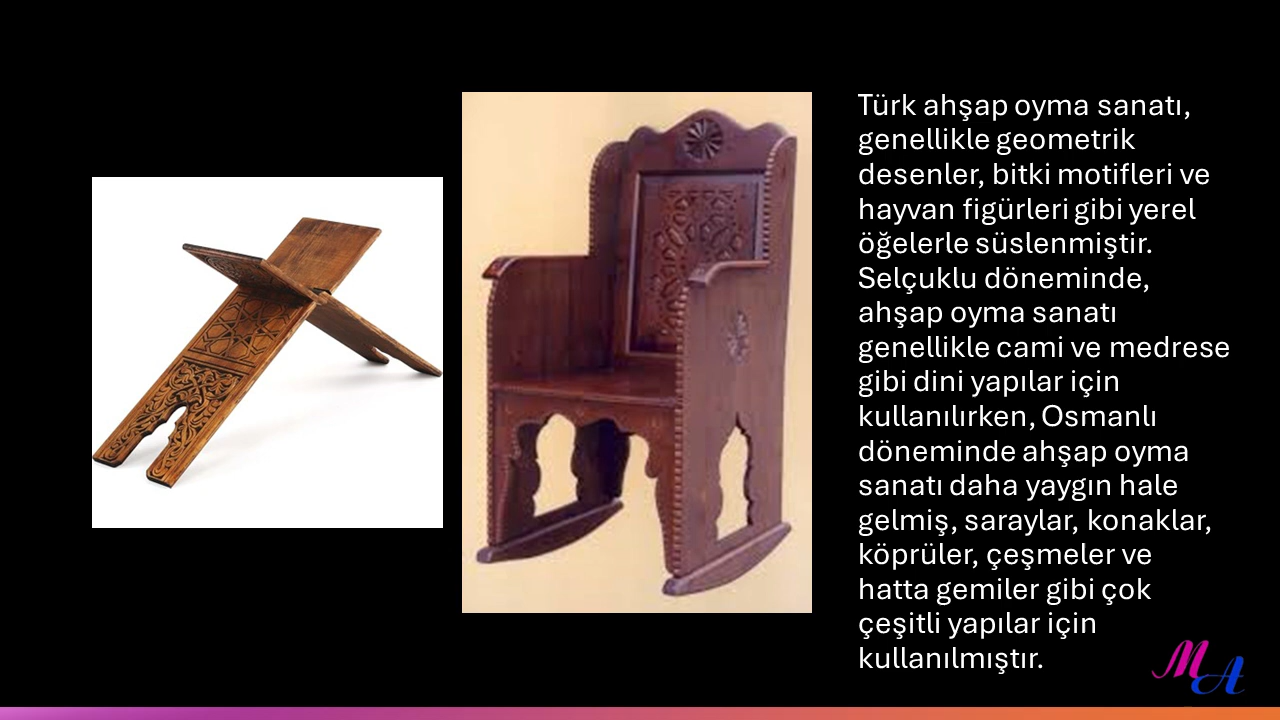 Türk ahşap oyma sanatı,
genellikle geometrik
desenler, bitki motifleri ve
hayvan figürleri gibi yerel
öğelerle süslenmiştir.
Selçuklu döneminde,
ahşap oyma sanatı
genellikle cami ve medrese
gibi dini yapılar için
kullanılırken, Osmanlı
döneminde ahşap oyma
sanatı daha yaygın hale
gelmiş, saraylar, konaklar,
köprüler, çeşmeler ve
hatta gemiler gibi çok
çeşitli yapılar için
kullanılmıştır.
MA